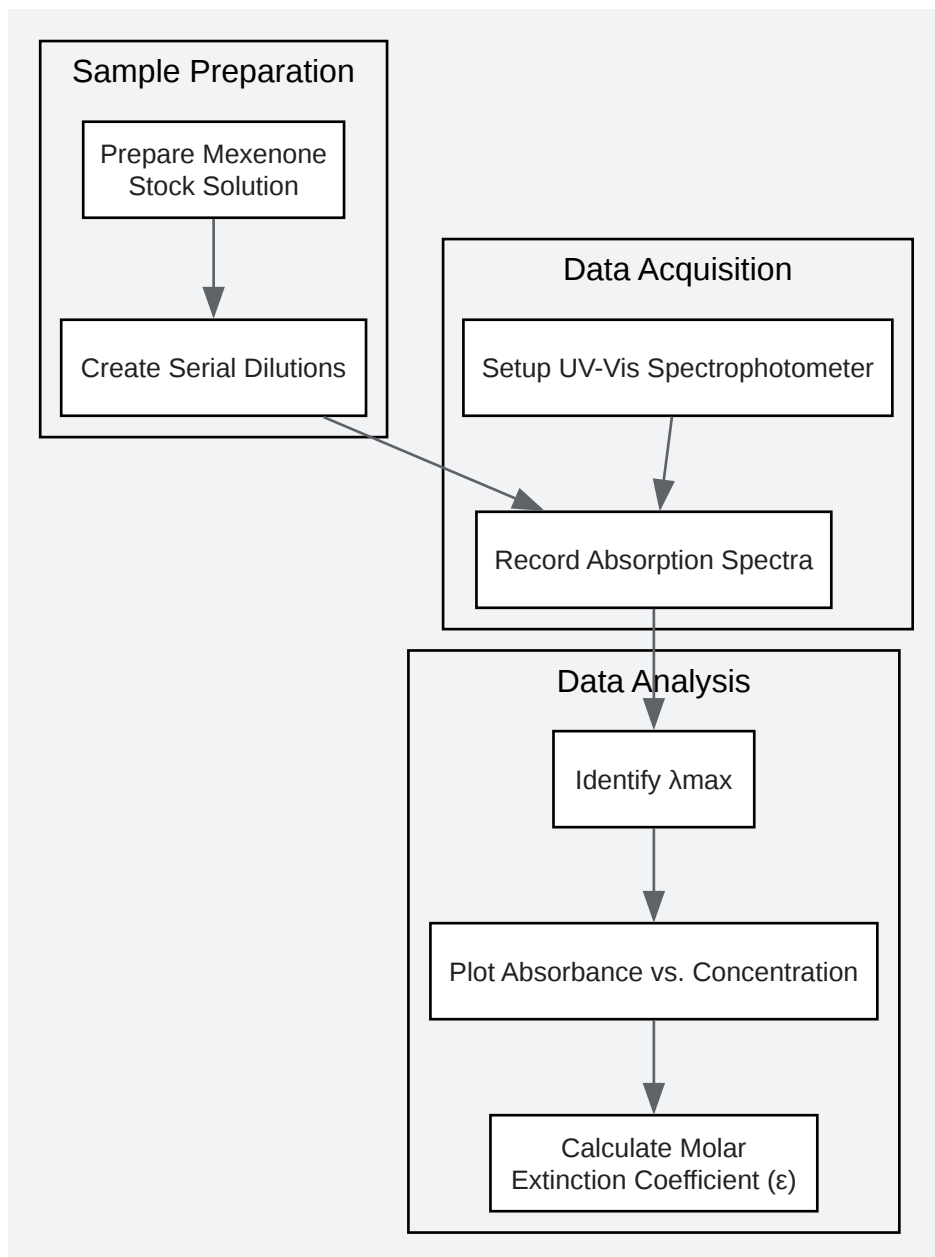 Sample Preparation
Prepare Mexenone
Stock Solution
Create Serial Dilutions
Data Acquisition
Setup UV-Vis Spectrophotometer
Record Absorption Spectra
Data Analysis
Identify λmax
Plot Absorbance vs. Concentration
Calculate Molar
Extinction Coefficient (ε)